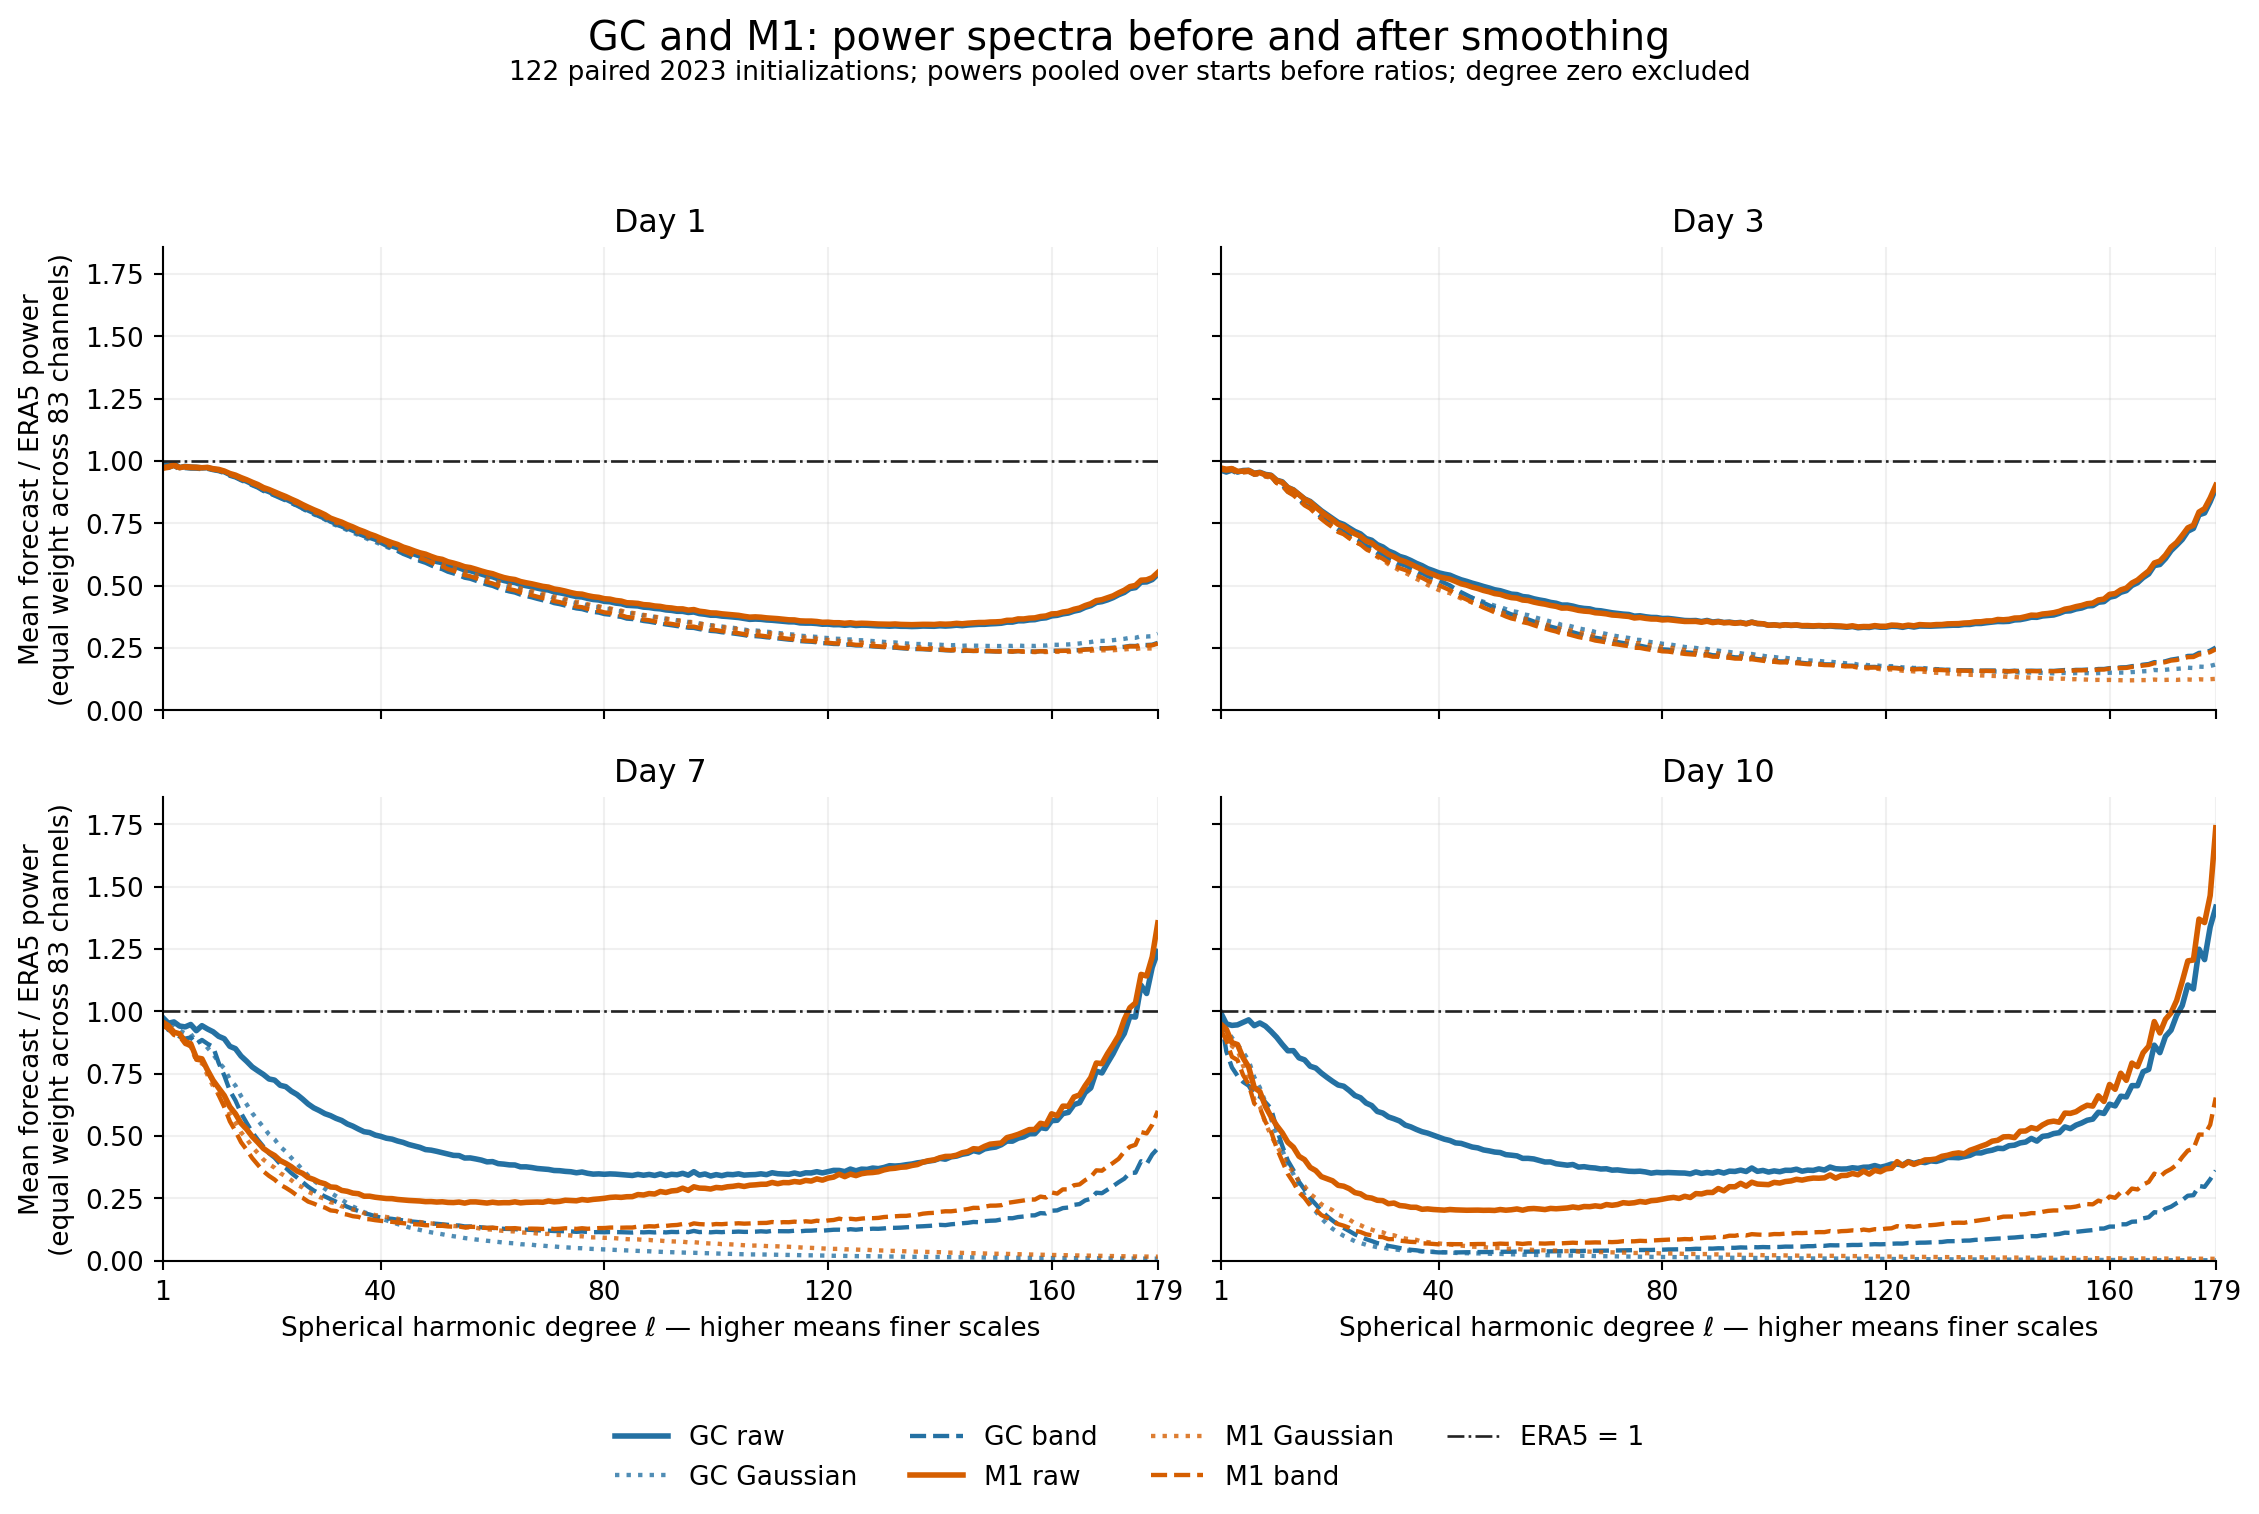 GC and M1: power spectra before and after smoothing
122 paired 2023 initializations; powers pooled over starts before ratios; degree zero excluded
Day 1
Day 3
Mean forecast / ERA5 power
(equal weight across 83 channels)
1.75
1.50
1.25
1.00
0.75
0.50
0.25
0.00
Day 7
Day 10
Mean forecast / ERA5 power
(equal weight across 83 channels)
1.75
1.50
1.25
1.00
0.75
0.50
0.25
0.00
1 40 80 120 160 179
1 40 80 120 160 179
Spherical harmonic degree ℓ — higher means finer scales
Spherical harmonic degree ℓ — higher means finer scales
GC raw GC band M1 Gaussian ERA5 = 1
GC Gaussian M1 raw M1 band